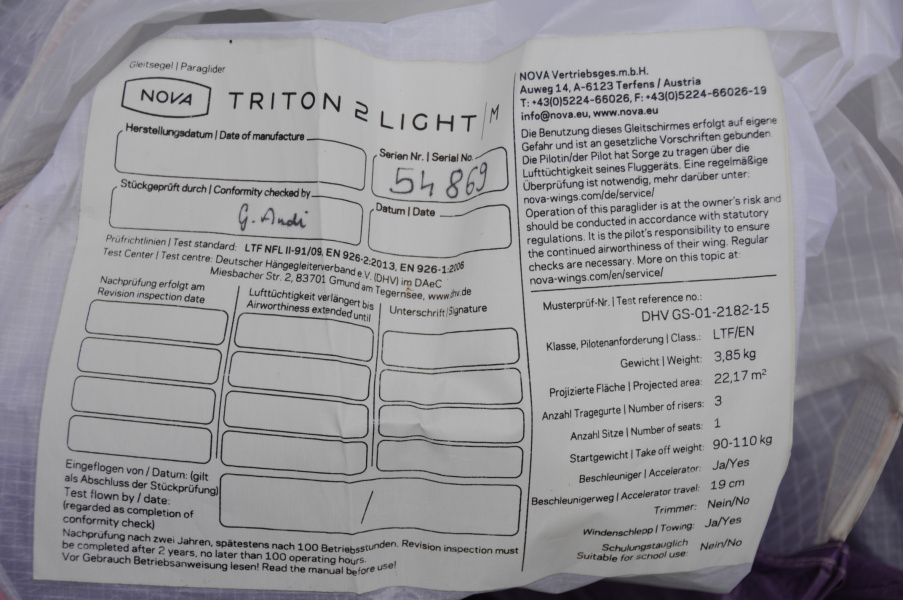 Gleitsegel | Paraglider
NOVA TRITON 2 LIGHT / M
Herstellungsdatum | Date of manufacture
Serien Nr. | Serial No.
54869
Stückgeprüft durch | Conformity checked by
G. Andi
Datum | Date
Prüfrichtlinien | Test standard: LTF NFL II-91/09, EN 926-2:2013, EN 926-1:2006
Test Center | Test centre: Deutscher Hängegleiterverband e.V. (DHV) im DAeC
Miesbacher Str. 2, 83701 Gmund am Tegernsee, www.dhv.de
Nachprüfung erfolgt am
Revision inspection date
Lufttüchtigkeit verlängert bis
Airworthiness extended until
Unterschrift/Signature
Eingeflogen von / Datum: (gilt
als Abschluss der Stückprüfung)
Test flown by / date:
(regarded as completion of
conformity check)
/
Nachprüfung nach zwei Jahren, spätestens nach 100 Betriebsstunden. Revision inspection must
be completed after 2 years, no later than 100 operating hours.
Vor Gebrauch Betriebsanweisung lesen! Read the manual before use!
NOVA Vertriebsges.m.b.H.
Auweg 14, A-6123 Terfens / Austria
T: +43(0)5224-66026, F: +43(0)5224-66026-19
info@nova.eu, www.nova.eu
Die Benutzung dieses Gleitschirmes erfolgt auf eigene
Gefahr und ist an gesetzliche Vorschriften gebunden.
Die Pilotin/der Pilot hat Sorge zu tragen über die
Lufttüchtigkeit seines Fluggeräts. Eine regelmäßige
Überprüfung ist notwendig, mehr darüber unter:
nova-wings.com/de/service/
Operation of this paraglider is at the owner's risk and
should be conducted in accordance with statutory
regulations. It is the pilot's responsibility to ensure
the continued airworthiness of their wing. Regular
checks are necessary. More on this topic at:
nova-wings.com/en/service/
Musterprüf-Nr. | Test reference no.:
DHV GS-01-2182-15
Klasse, Pilotenanforderung | Class.: LTF/EN
Gewicht | Weight: 3,85 kg
Projizierte Fläche | Projected area: 22,17 m²
Anzahl Tragegurte | Number of risers: 3
Anzahl Sitze | Number of seats: 1
Startgewicht | Take off weight: 90-110 kg
Beschleuniger | Accelerator: Ja/Yes
Beschleunigerweg | Accelerator travel: 19 cm
Trimmer: Nein/No
Windenschlepp | Towing: Ja/Yes
Schulungstauglich
Suitable for school use: Nein/No